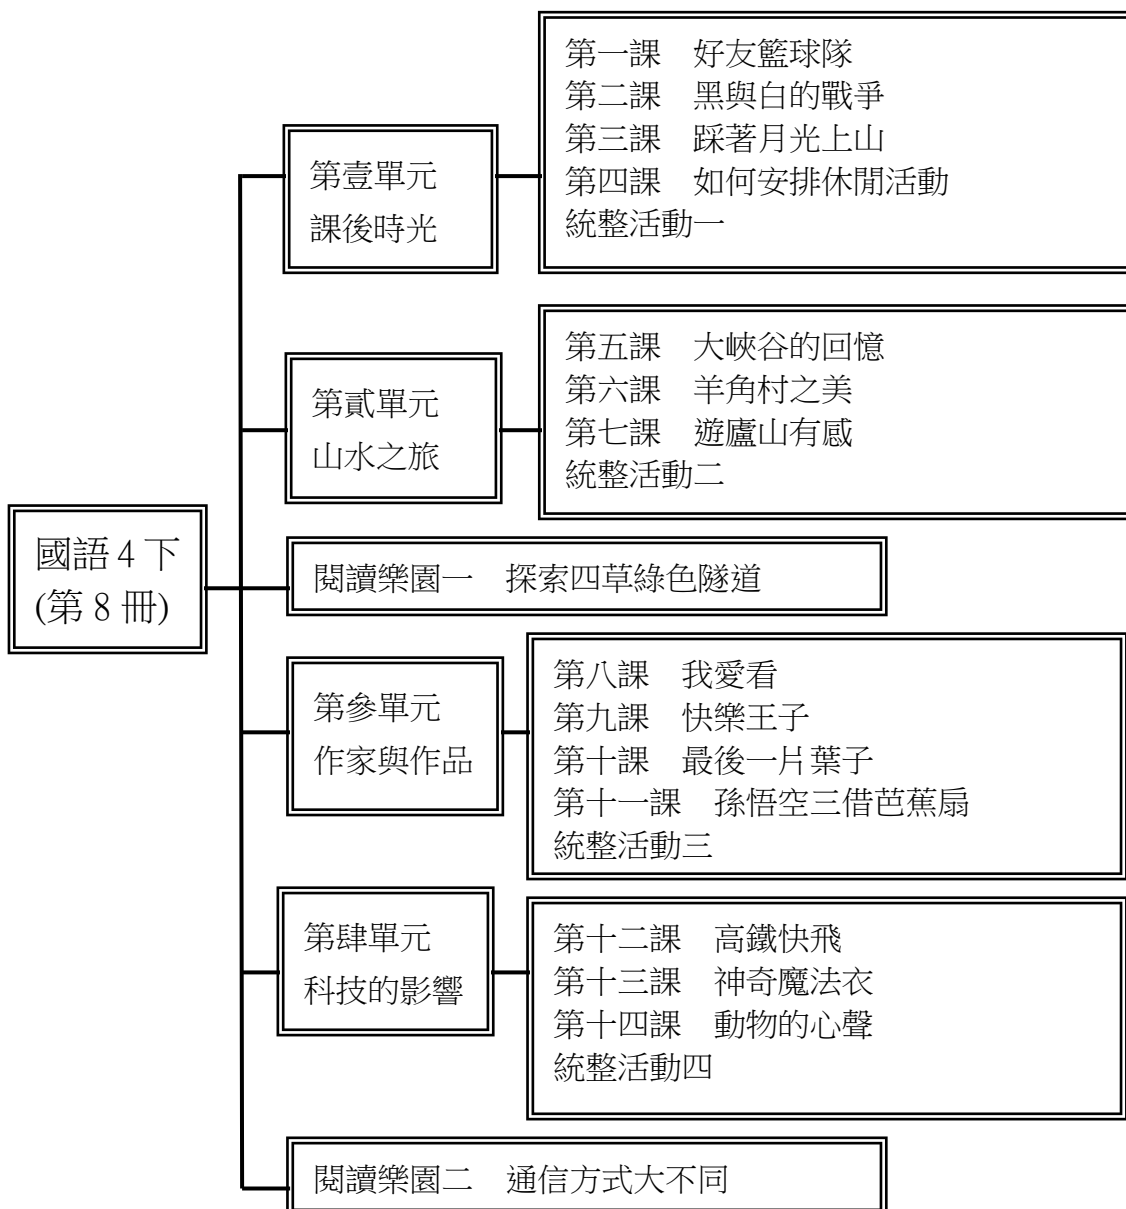 國語 4 下
(第 8 冊)
第壹單元
課後時光
第一課　好友籃球隊
第二課　黑與白的戰爭
第三課　踩著月光上山
第四課　如何安排休閒活動
統整活動一
第貳單元
山水之旅
第五課　大峽谷的回憶
第六課　羊角村之美
第七課　遊廬山有感
統整活動二
閱讀樂園一　探索四草綠色隧道
第參單元
作家與作品
第八課　我愛看
第九課　快樂王子
第十課　最後一片葉子
第十一課　孫悟空三借芭蕉扇
統整活動三
第肆單元
科技的影響
第十二課　高鐵快飛
第十三課　神奇魔法衣
第十四課　動物的心聲
統整活動四
閱讀樂園二　通信方式大不同